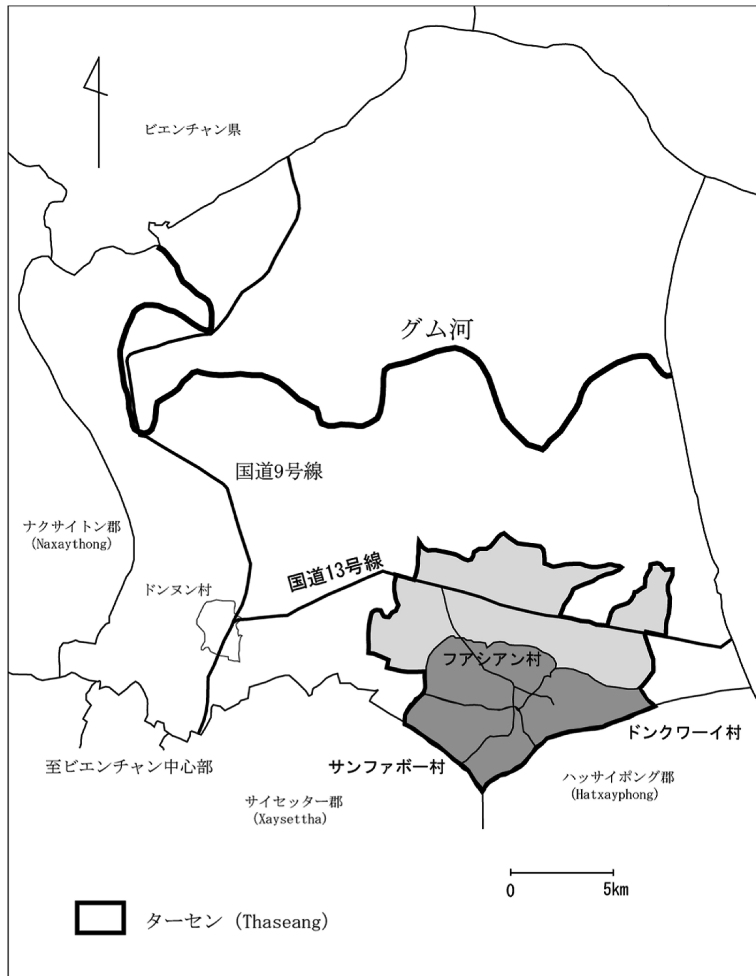 ビエンチャン県
グム河
国道9号線
ナクサイトン郡
(Naxaythong)
国道13号線
ドンヌン村
フアシアン村
ドンクワーイ村
サンファボー村
至ビエンチャン中心部
ハッサイポング郡
(Hatxayphong)
サイセッター郡
(Xaysettha)
0 5km
ターセン (Thaseang)